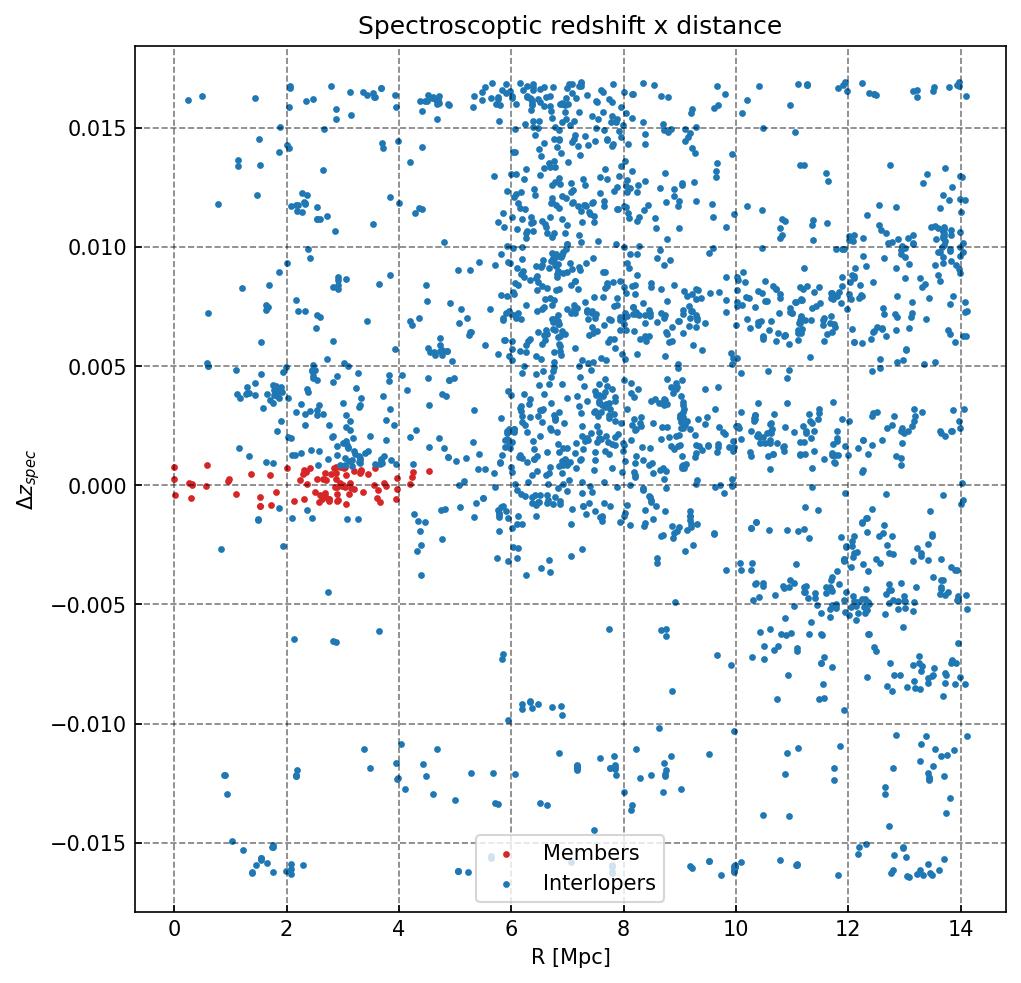 Spectroscoptic redshift x distance
0.015
0.010
0.005
0.000
−0.005
−0.010
−0.015
Δz_spec
Members
Interlopers
0 2 4 6 8 10 12 14
R [Mpc]